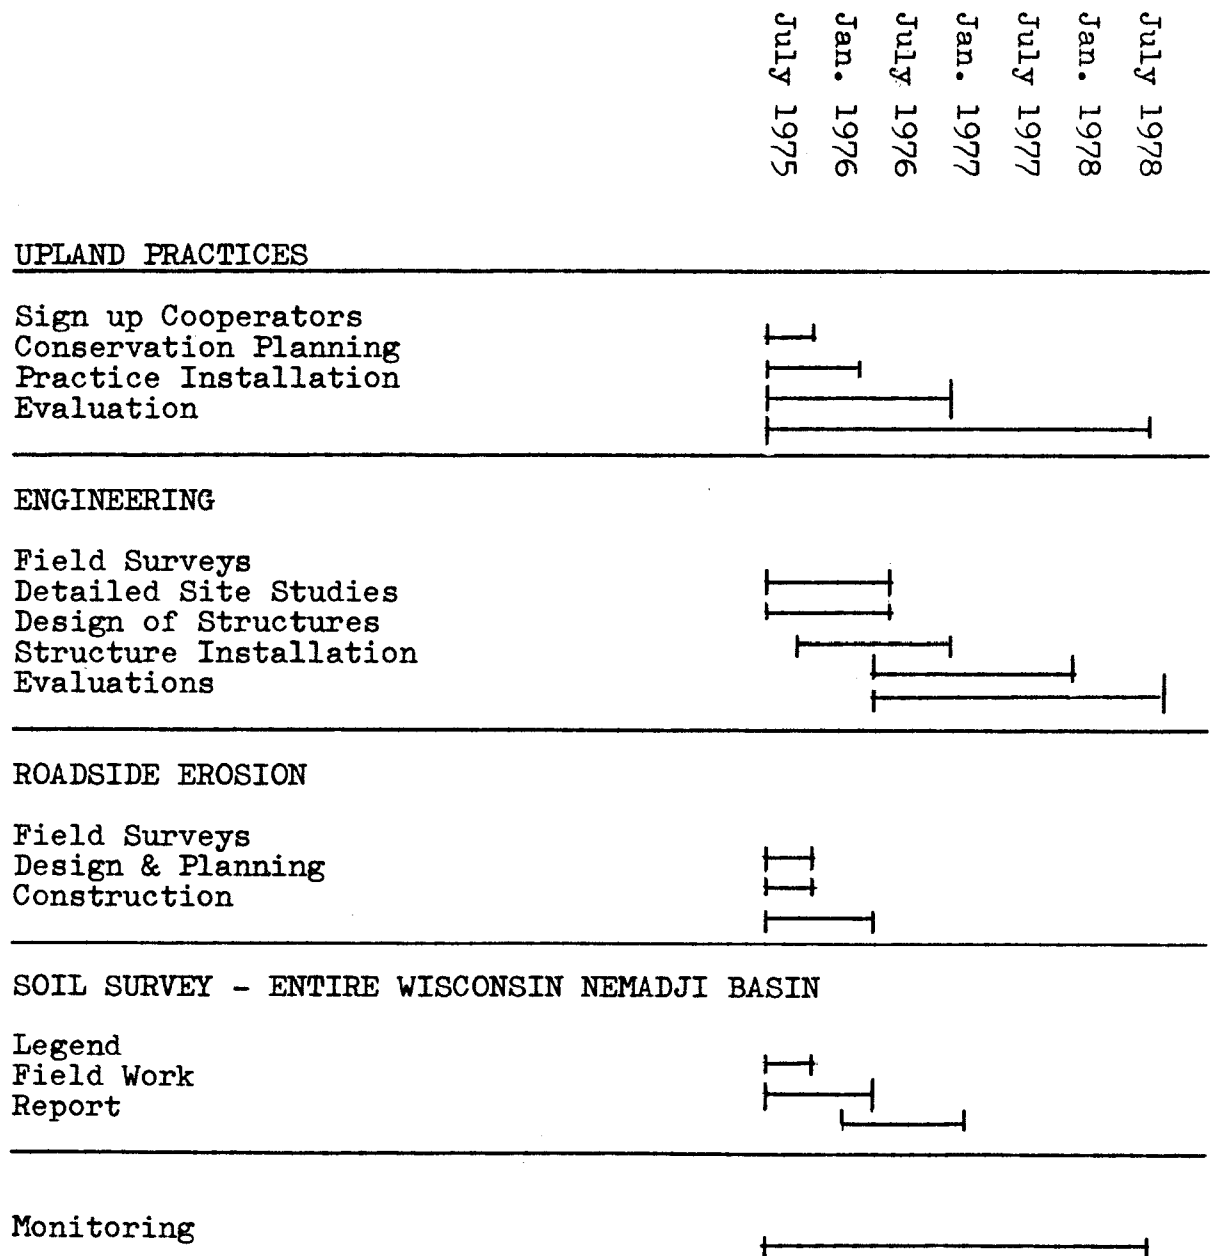 July 1975
Jan. 1976
July 1976
Jan. 1977
July 1977
Jan. 1978
July 1978
UPLAND PRACTICES
Sign up Cooperators
Conservation Planning
Practice Installation
Evaluation
ENGINEERING
Field Surveys
Detailed Site Studies
Design of Structures
Structure Installation
Evaluations
ROADSIDE EROSION
Field Surveys
Design & Planning
Construction
SOIL SURVEY - ENTIRE WISCONSIN NEMADJI BASIN
Legend
Field Work
Report
Monitoring